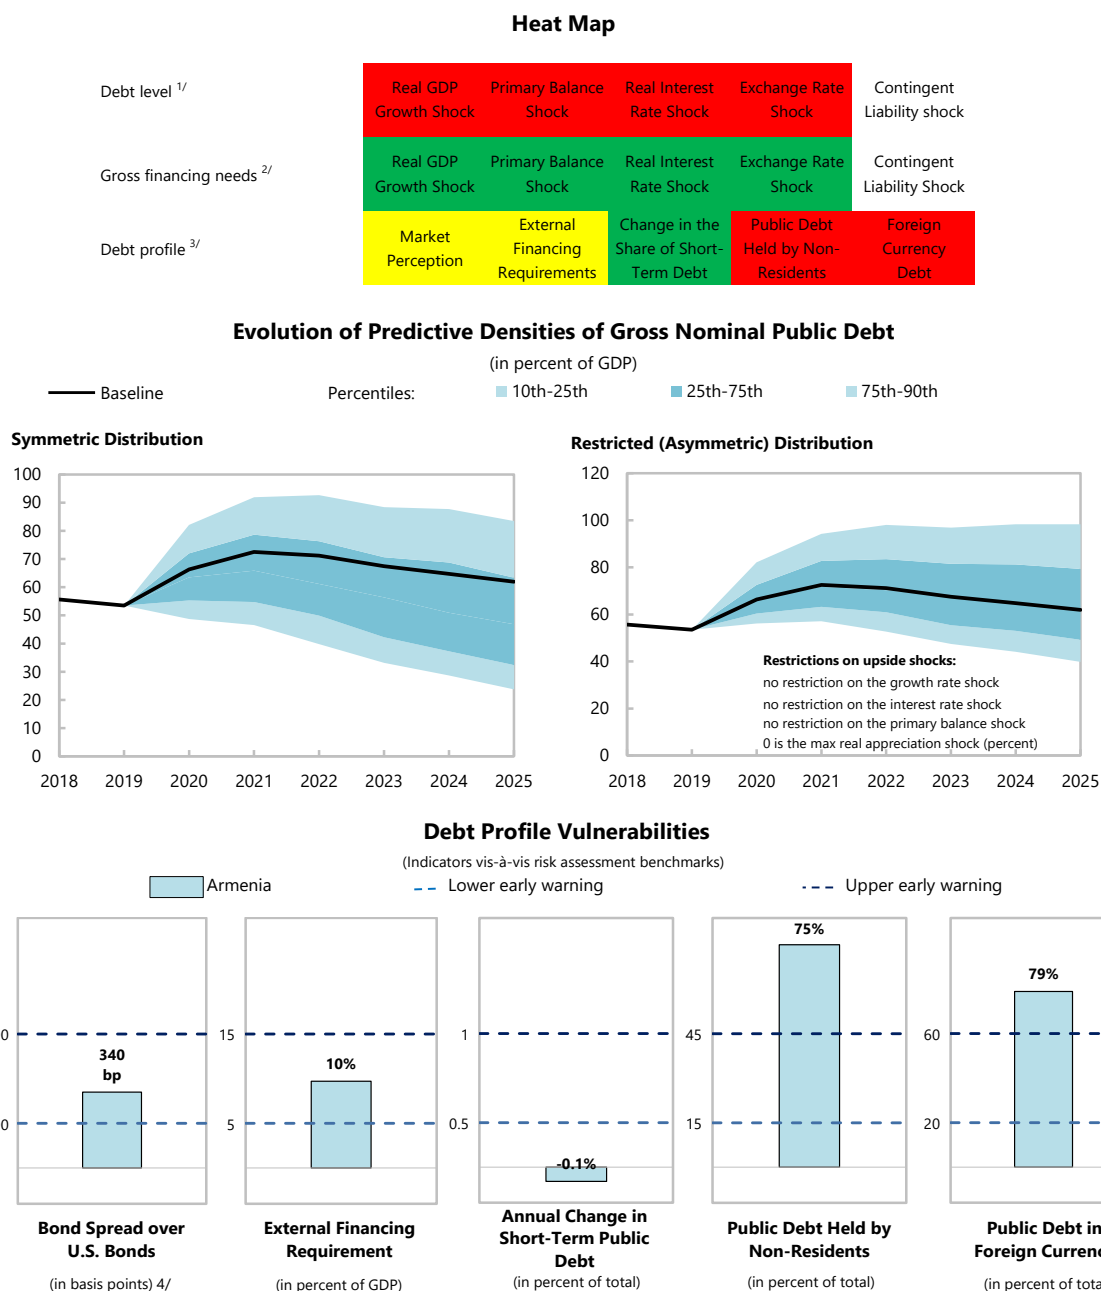 Heat Map
Debt level 1/
Real GDP Growth Shock
Primary Balance Shock
Real Interest Rate Shock
Exchange Rate Shock
Contingent Liability shock
Gross financing needs 2/
Real GDP Growth Shock
Primary Balance Shock
Real Interest Rate Shock
Exchange Rate Shock
Contingent Liability Shock
Debt profile 3/
Market Perception
External Financing Requirements
Change in the Share of Short-Term Debt
Public Debt Held by Non-Residents
Foreign Currency Debt
Evolution of Predictive Densities of Gross Nominal Public Debt
(in percent of GDP)
Baseline
Percentiles:
10th-25th
25th-75th
75th-90th
Symmetric Distribution
100
90
80
70
60
50
40
30
20
10
0
2018 2019 2020 2021 2022 2023 2024 2025
Restricted (Asymmetric) Distribution
120
100
80
60
40
20
0
Restrictions on upside shocks:
no restriction on the growth rate shock
no restriction on the interest rate shock
no restriction on the primary balance shock
0 is the max real appreciation shock (percent)
2018 2019 2020 2021 2022 2023 2024 2025
Debt Profile Vulnerabilities
(Indicators vis-à-vis risk assessment benchmarks)
Armenia
Lower early warning
Upper early warning
0
0
340
bp
Bond Spread over
U.S. Bonds
(in basis points) 4/
15
5
10%
External Financing
Requirement
(in percent of GDP)
1
0.5
-0.1%
Annual Change in
Short-Term Public
Debt
(in percent of total)
45
15
75%
Public Debt Held by
Non-Residents
(in percent of total)
60
20
79%
Public Debt in
Foreign Currenc
(in percent of tota